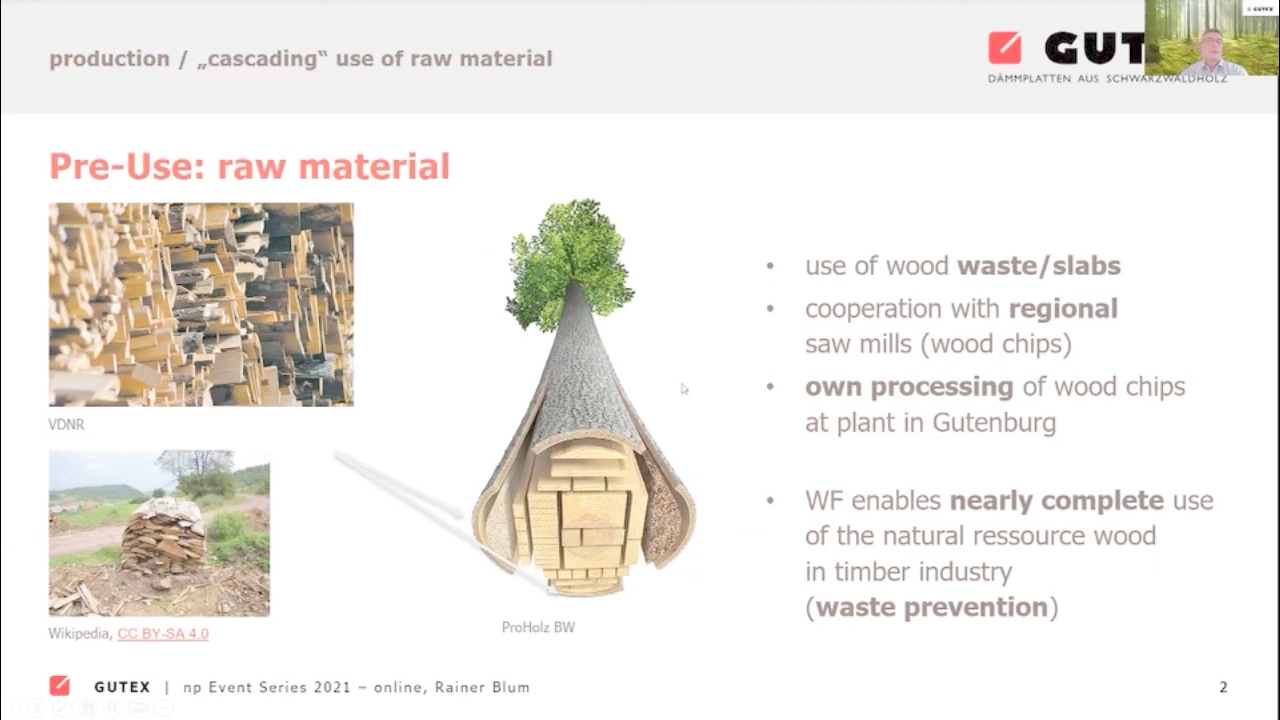 production / „cascading“ use of raw material
GUT
DÄMMPLATTEN AUS SCHWARZWALDHOLZ
GUTEX
Pre-Use: raw material
VDNR
Wikipedia, CC BY-SA 4.0
ProHolz BW
• use of wood waste/slabs
• cooperation with regional
saw mills (wood chips)
• own processing of wood chips
at plant in Gutenburg
• WF enables nearly complete use
of the natural ressource wood
in timber industry
(waste prevention)
GUTEX | np Event Series 2021 – online, Rainer Blum
2